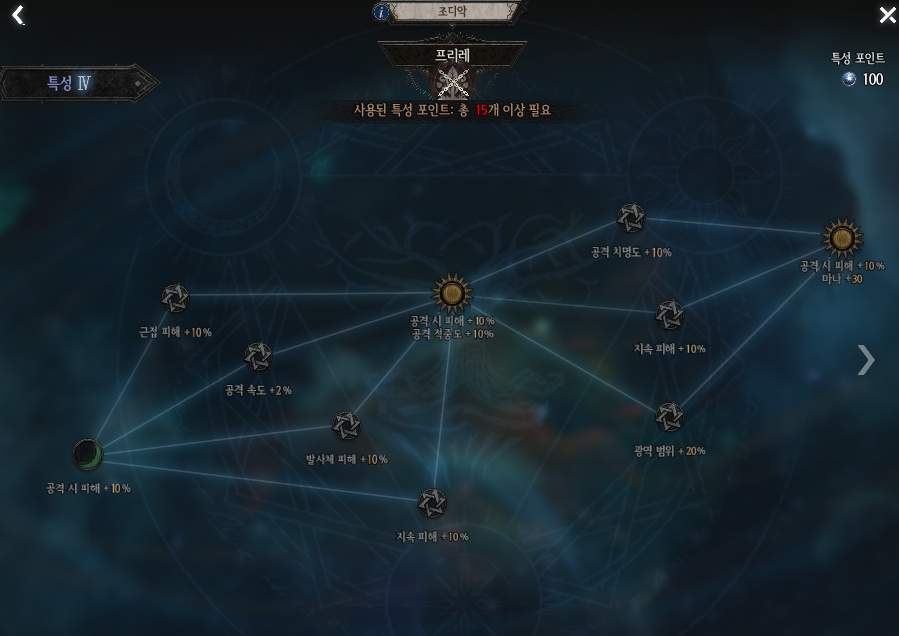 조디악
프리레
특성 포인트
100
특성 Ⅳ
사용된 특성 포인트: 총 15개 이상 필요
공격 치명도 +10%
공격 시 피해 +10%
마나 +30
근접 피해 +10%
공격 시 피해 +10%
공격 적중도 +10%
지속 피해 +10%
공격 속도 +2%
발사체 피해 +10%
광역 범위 +20%
공격 시 피해 +10%
지속 피해 +10%